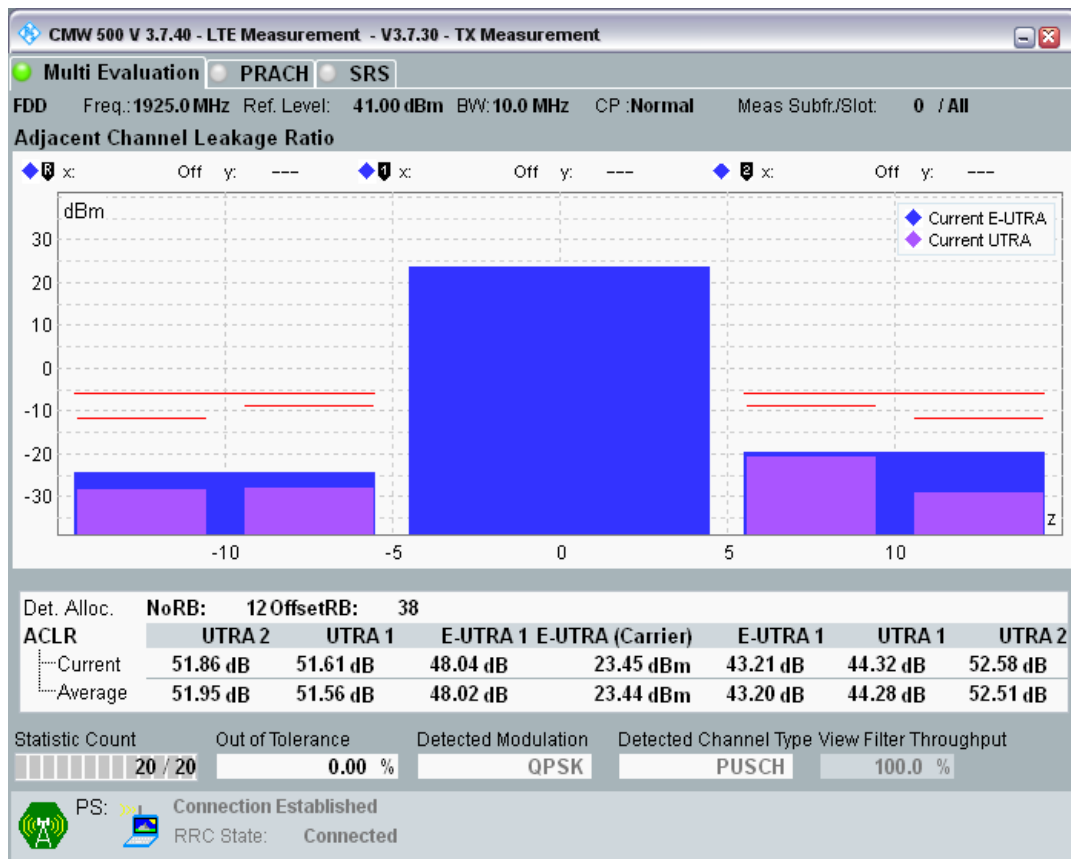 CMW 500 V 3.7.40 - LTE Measurement - V3.7.30 - TX Measurement
Multi Evaluation PRACH SRS
FDD Freq.: 1925.0 MHz Ref. Level: 41.00 dBm BW: 10.0 MHz CP :Normal Meas Subfr./Slot: 0 / All
Adjacent Channel Leakage Ratio
R x: Off y: --- 1 x: Off y: --- 2 x: Off y: ---
dBm
Current E-UTRA
Current UTRA
30
20
10
0
-10
-20
-30
z
-10 -5 0 5 10
Det. Alloc. NoRB: 12 OffsetRB: 38
ACLR UTRA 2 UTRA 1 E-UTRA 1 E-UTRA (Carrier) E-UTRA 1 UTRA 1 UTRA 2
Current 51.86 dB 51.61 dB 48.04 dB 23.45 dBm 43.21 dB 44.32 dB 52.58 dB
Average 51.95 dB 51.56 dB 48.02 dB 23.44 dBm 43.20 dB 44.28 dB 52.51 dB
Statistic Count Out of Tolerance Detected Modulation Detected Channel Type View Filter Throughput
20 / 20 0.00 % QPSK PUSCH 100.0 %
PS: Connection Established
RRC State: Connected